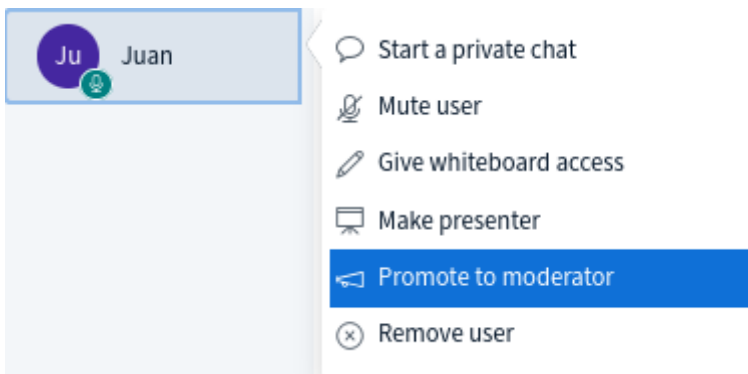 Ju Juan
Start a private chat
Mute user
Give whiteboard access
Make presenter
Promote to moderator
Remove user